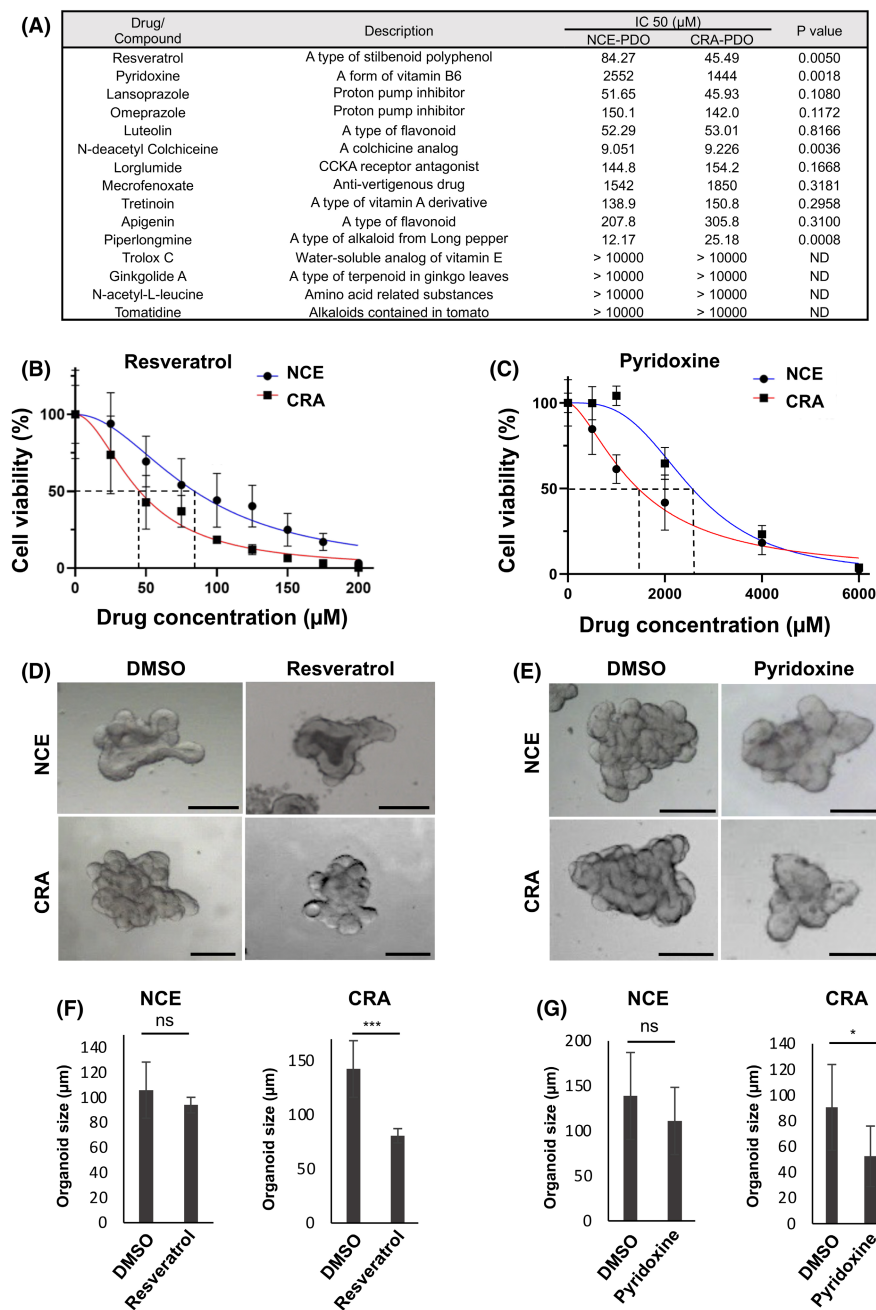 (A)
Drug/ Compound Description IC 50 (µM) P value
NCE-PDO CRA-PDO
Resveratrol A type of stilbenoid polyphenol 84.27 45.49 0.0050
Pyridoxine A form of vitamin B6 2552 1444 0.0018
Lansoprazole Proton pump inhibitor 51.65 45.93 0.1080
Omeprazole Proton pump inhibitor 150.1 142.0 0.1172
Luteolin A type of flavonoid 52.29 53.01 0.8166
N-deacetyl Colchiceine A colchicine analog 9.051 9.226 0.0036
Lorglumide CCKA receptor antagonist 144.8 154.2 0.1668
Mecrofenoxate Anti-vertigenous drug 1542 1850 0.3181
Tretinoin A type of vitamin A derivative 138.9 150.8 0.2958
Apigenin A type of flavonoid 207.8 305.8 0.3100
Piperlongmine A type of alkaloid from Long pepper 12.17 25.18 0.0008
Trolox C Water-soluble analog of vitamin E > 10000 > 10000 ND
Ginkgolide A A type of terpenoid in ginkgo leaves > 10000 > 10000 ND
N-acetyl-L-leucine Amino acid related substances > 10000 > 10000 ND
Tomatidine Alkaloids contained in tomato > 10000 > 10000 ND
(B) Resveratrol
NCE
CRA
Cell viability (%)
100
50
0
0 50 100 150 200
Drug concentration (µM)
(C) Pyridoxine
NCE
CRA
Cell viability (%)
100
50
0
0 2000 4000 6000
Drug concentration (µM)
(D) DMSO Resveratrol
NCE
CRA
(E) DMSO Pyridoxine
NCE
CRA
(F) NCE
ns
Organoid size (µm)
140
120
100
80
60
40
20
0
DMSO
Resveratrol
CRA
***
Organoid size (µm)
150
100
50
0
DMSO
Resveratrol
(G) NCE
ns
Organoid size (µm)
200
150
100
50
0
DMSO
Pyridoxine
CRA
*
Organoid size (µm)
140
120
100
80
60
40
20
0
DMSO
Pyridoxine